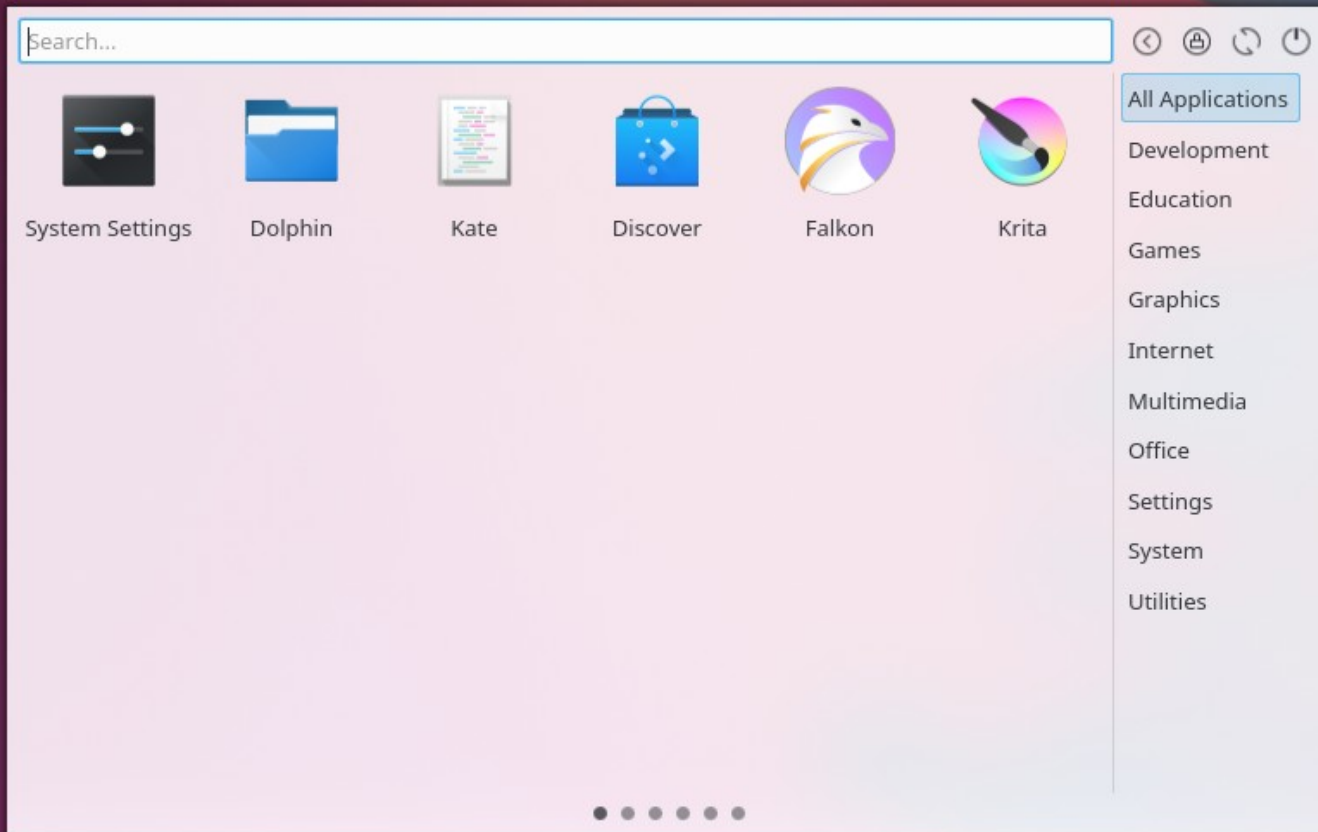 Search...
System Settings
Dolphin
Kate
Discover
Falkon
Krita
All Applications
Development
Education
Games
Graphics
Internet
Multimedia
Office
Settings
System
Utilities